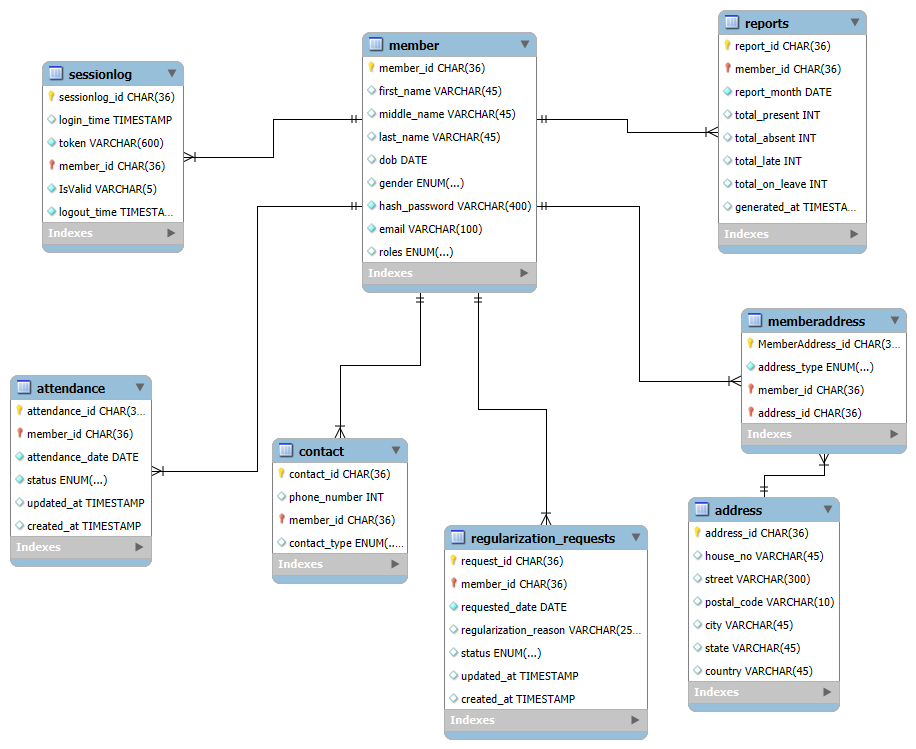 sessionlog
sessionlog_id CHAR(36)
login_time TIMESTAMP
token VARCHAR(600)
member_id CHAR(36)
IsValid VARCHAR(5)
logout_time TIMESTA...
Indexes
member
member_id CHAR(36)
first_name VARCHAR(45)
middle_name VARCHAR(45)
last_name VARCHAR(45)
dob DATE
gender ENUM(...)
hash_password VARCHAR(400)
email VARCHAR(100)
roles ENUM(...)
Indexes
reports
report_id CHAR(36)
member_id CHAR(36)
report_month DATE
total_present INT
total_absent INT
total_late INT
total_on_leave INT
generated_at TIMESTA...
Indexes
memberaddress
MemberAddress_id CHAR(3...
address_type ENUM(...)
member_id CHAR(36)
address_id CHAR(36)
Indexes
attendance
attendance_id CHAR(3...
member_id CHAR(36)
attendance_date DATE
status ENUM(...)
updated_at TIMESTAMP
created_at TIMESTAMP
Indexes
contact
contact_id CHAR(36)
phone_number INT
member_id CHAR(36)
contact_type ENUM(...
Indexes
regularization_requests
request_id CHAR(36)
member_id CHAR(36)
requested_date DATE
regularization_reason VARCHAR(25...
status ENUM(...)
updated_at TIMESTAMP
created_at TIMESTAMP
Indexes
address
address_id CHAR(36)
house_no VARCHAR(45)
street VARCHAR(300)
postal_code VARCHAR(10)
city VARCHAR(45)
state VARCHAR(45)
country VARCHAR(45)
Indexes